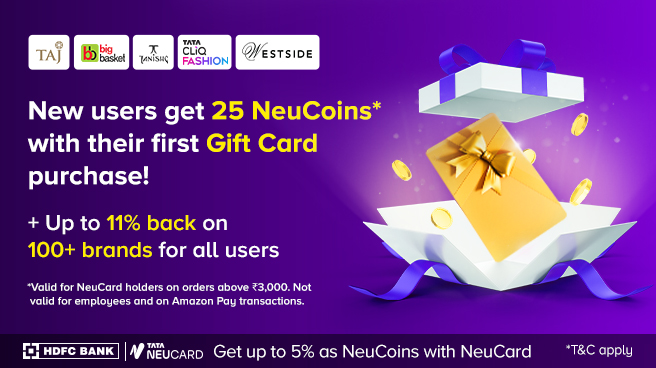 TAJ
bb big
basket
TANISHQ
TATA
CLiQ
FASHION
WESTSIDE
New users get 25 NeuCoins*
with their first Gift Card
purchase!
+ Up to 11% back on
100+ brands for all users
*Valid for NeuCard holders on orders above ₹3,000. Not
valid for employees and on Amazon Pay transactions.
HDFC BANK
TATA
NEUCARD
Get up to 5% as NeuCoins with NeuCard
*T&C apply